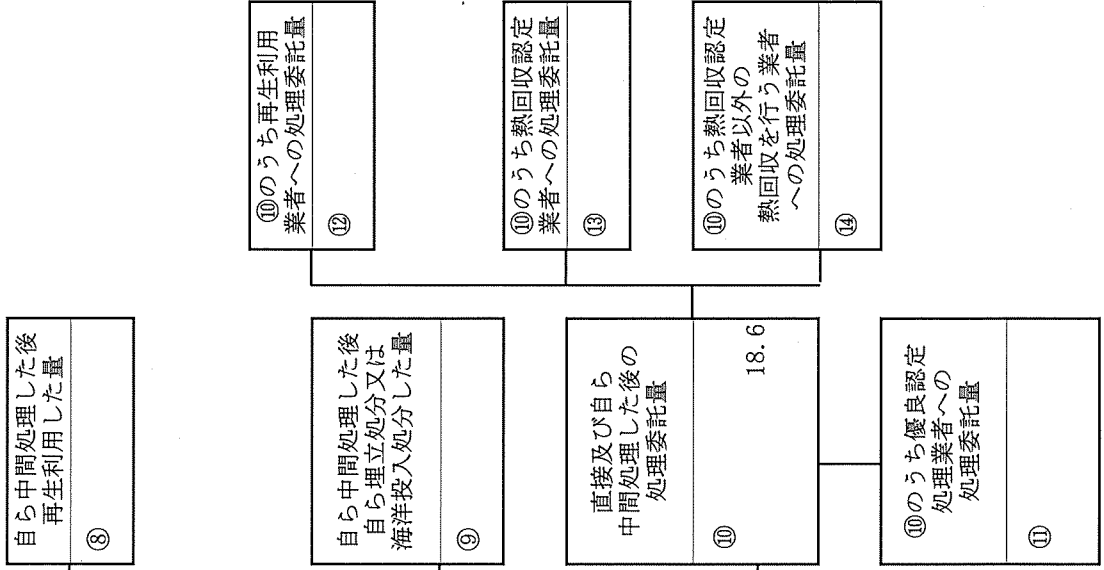 自ら中間処理した後
再生利用した量
⑧
自ら中間処理した後
自ら埋立処分又は
海洋投入処分した量
⑨
直接及び自ら
中間処理した後の
処理委託量
⑩
18.6
⑩のうち優良認定
処理業者への
処理委託量
⑪
⑩のうち再生利用
業者への処理委託量
⑫
⑩のうち熱回収認定
業者への処理委託量
⑬
⑩のうち熱回収認定
業者以外の
熱回収を行う業者
への処理委託量
⑭